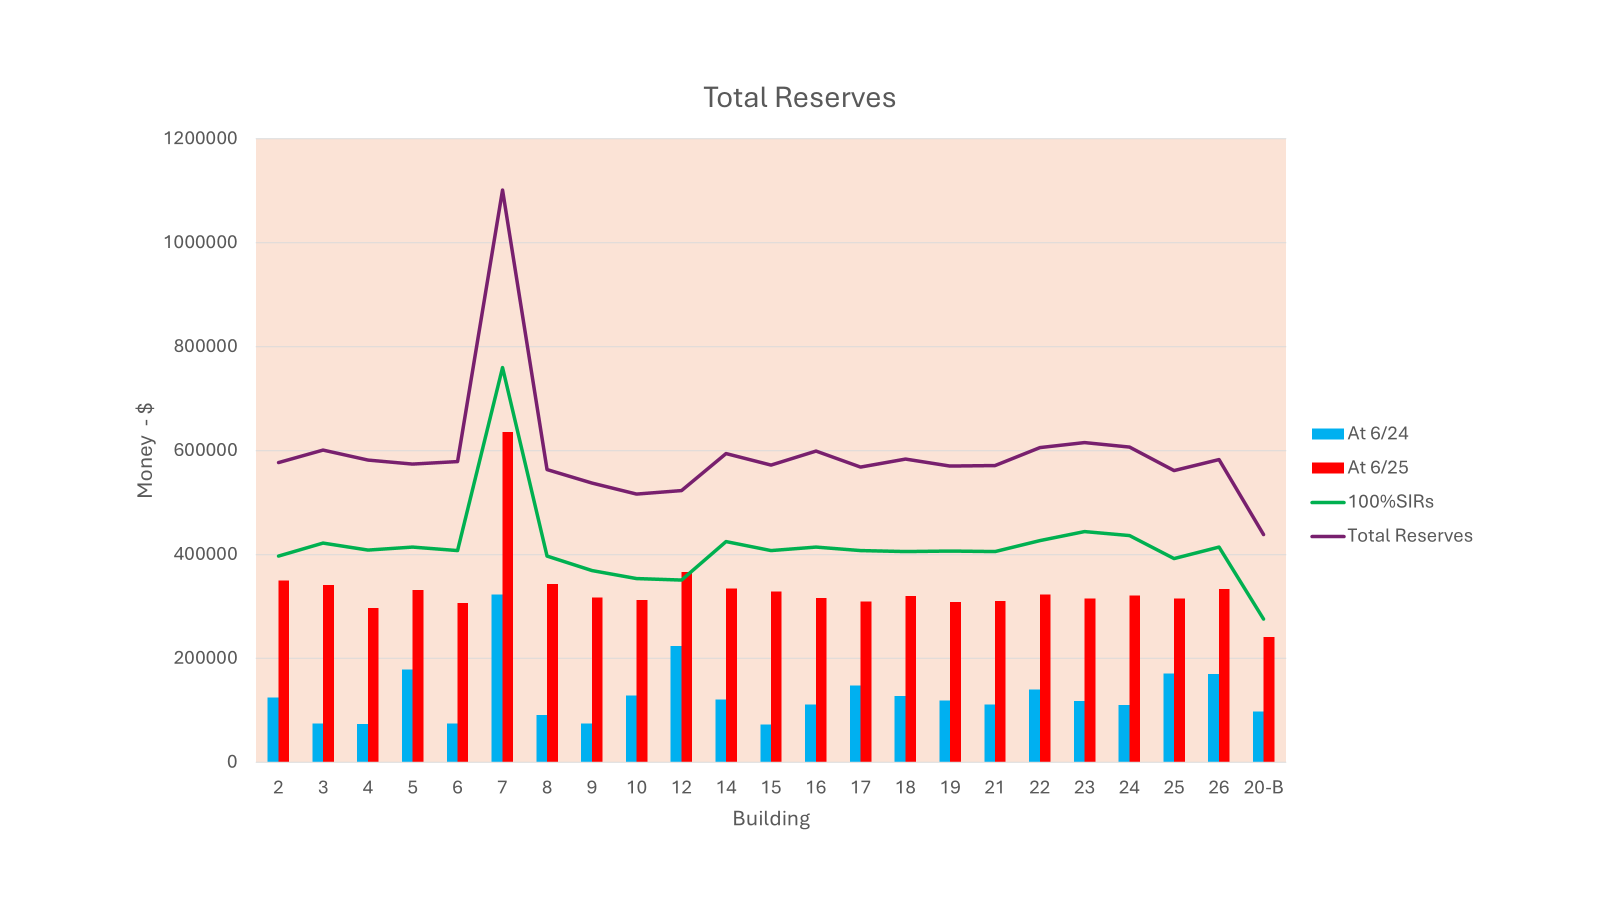 Total Reserves
1200000
1000000
800000
600000
400000
200000
0
Money - $
2 3 4 5 6 7 8 9 10 12 14 15 16 17 18 19 21 22 23 24 25 26 20-B
Building
At 6/24
At 6/25
100%SIRs
Total Reserves